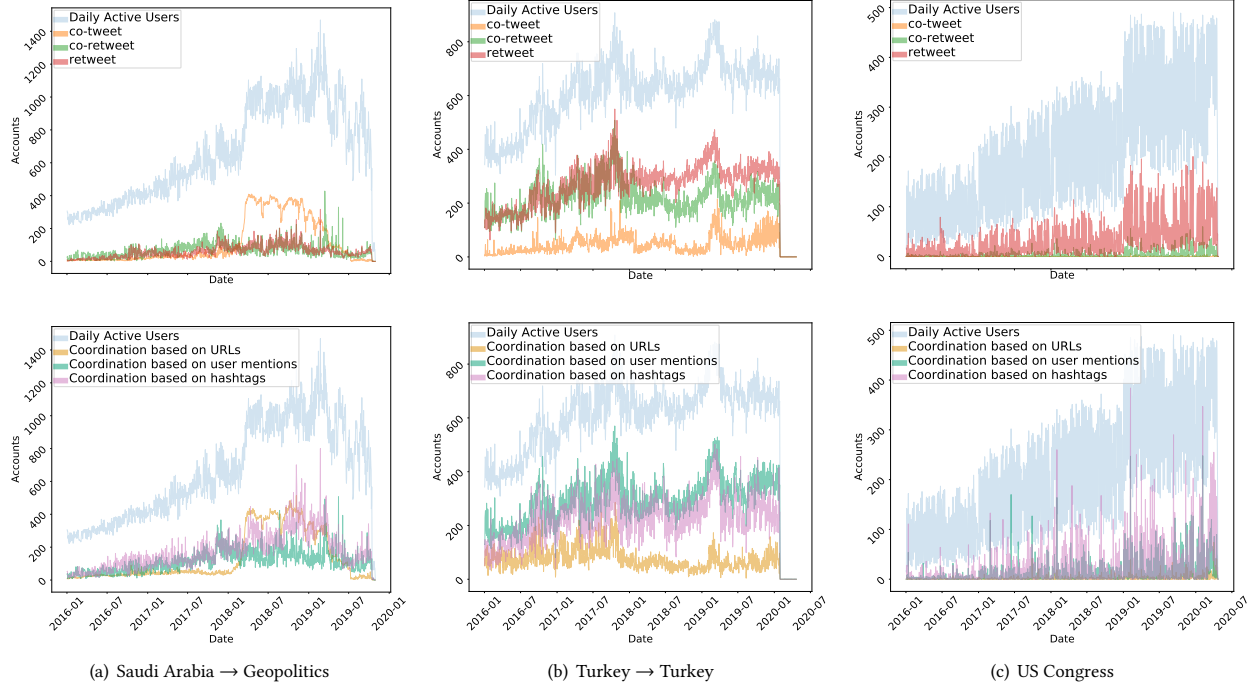 Daily Active Users
co-tweet
co-retweet
retweet
1400
1200
1000
800
600
400
200
0
Accounts
Date
Daily Active Users
co-tweet
co-retweet
retweet
800
600
400
200
0
Accounts
Date
Daily Active Users
co-tweet
co-retweet
retweet
500
400
300
200
100
0
Accounts
Date
Daily Active Users
Coordination based on URLs
Coordination based on user mentions
Coordination based on hashtags
1400
1200
1000
800
600
400
200
0
Accounts
2016-01
2016-07
2017-01
2017-07
2018-01
2018-07
2019-01
2019-07
2020-01
Date
Daily Active Users
Coordination based on URLs
Coordination based on user mentions
Coordination based on hashtags
800
600
400
200
0
Accounts
2016-01
2016-07
2017-01
2017-07
2018-01
2018-07
2019-01
2019-07
2020-01
2020-07
Date
Daily Active Users
Coordination based on URLs
Coordination based on user mentions
Coordination based on hashtags
500
400
300
200
100
0
Accounts
2016-01
2016-07
2017-01
2017-07
2018-01
2018-07
2019-01
2019-07
2020-01
2020-07
Date
(a) Saudi Arabia → Geopolitics
(b) Turkey → Turkey
(c) US Congress